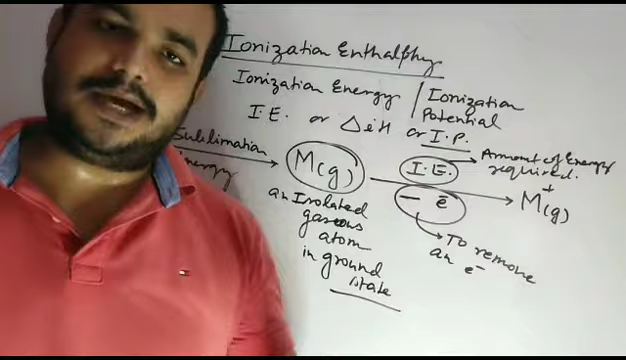 Ionization Enthalphy
Ionization Energy / Ionization Potential
I.E. or ΔiH or I.P.
Sublimation
Energy
M(g)
I.E.
Amount of Energy
required.
– e
M+(g)
an Isolated
gaseous
atom
in ground
state
To remove
an e-